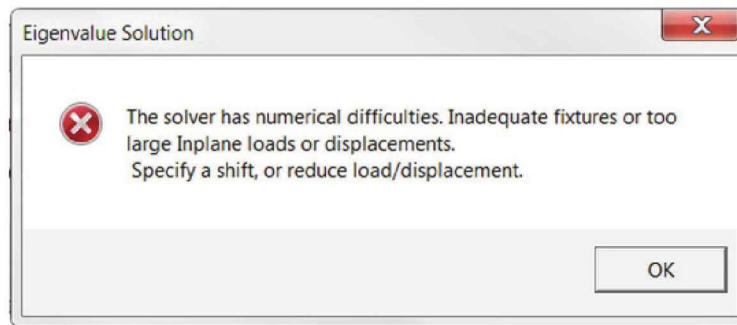 Eigenvalue Solution
The solver has numerical difficulties. Inadequate fixtures or too
large Inplane loads or displacements.
Specify a shift, or reduce load/displacement.
OK